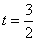 t = 3/2